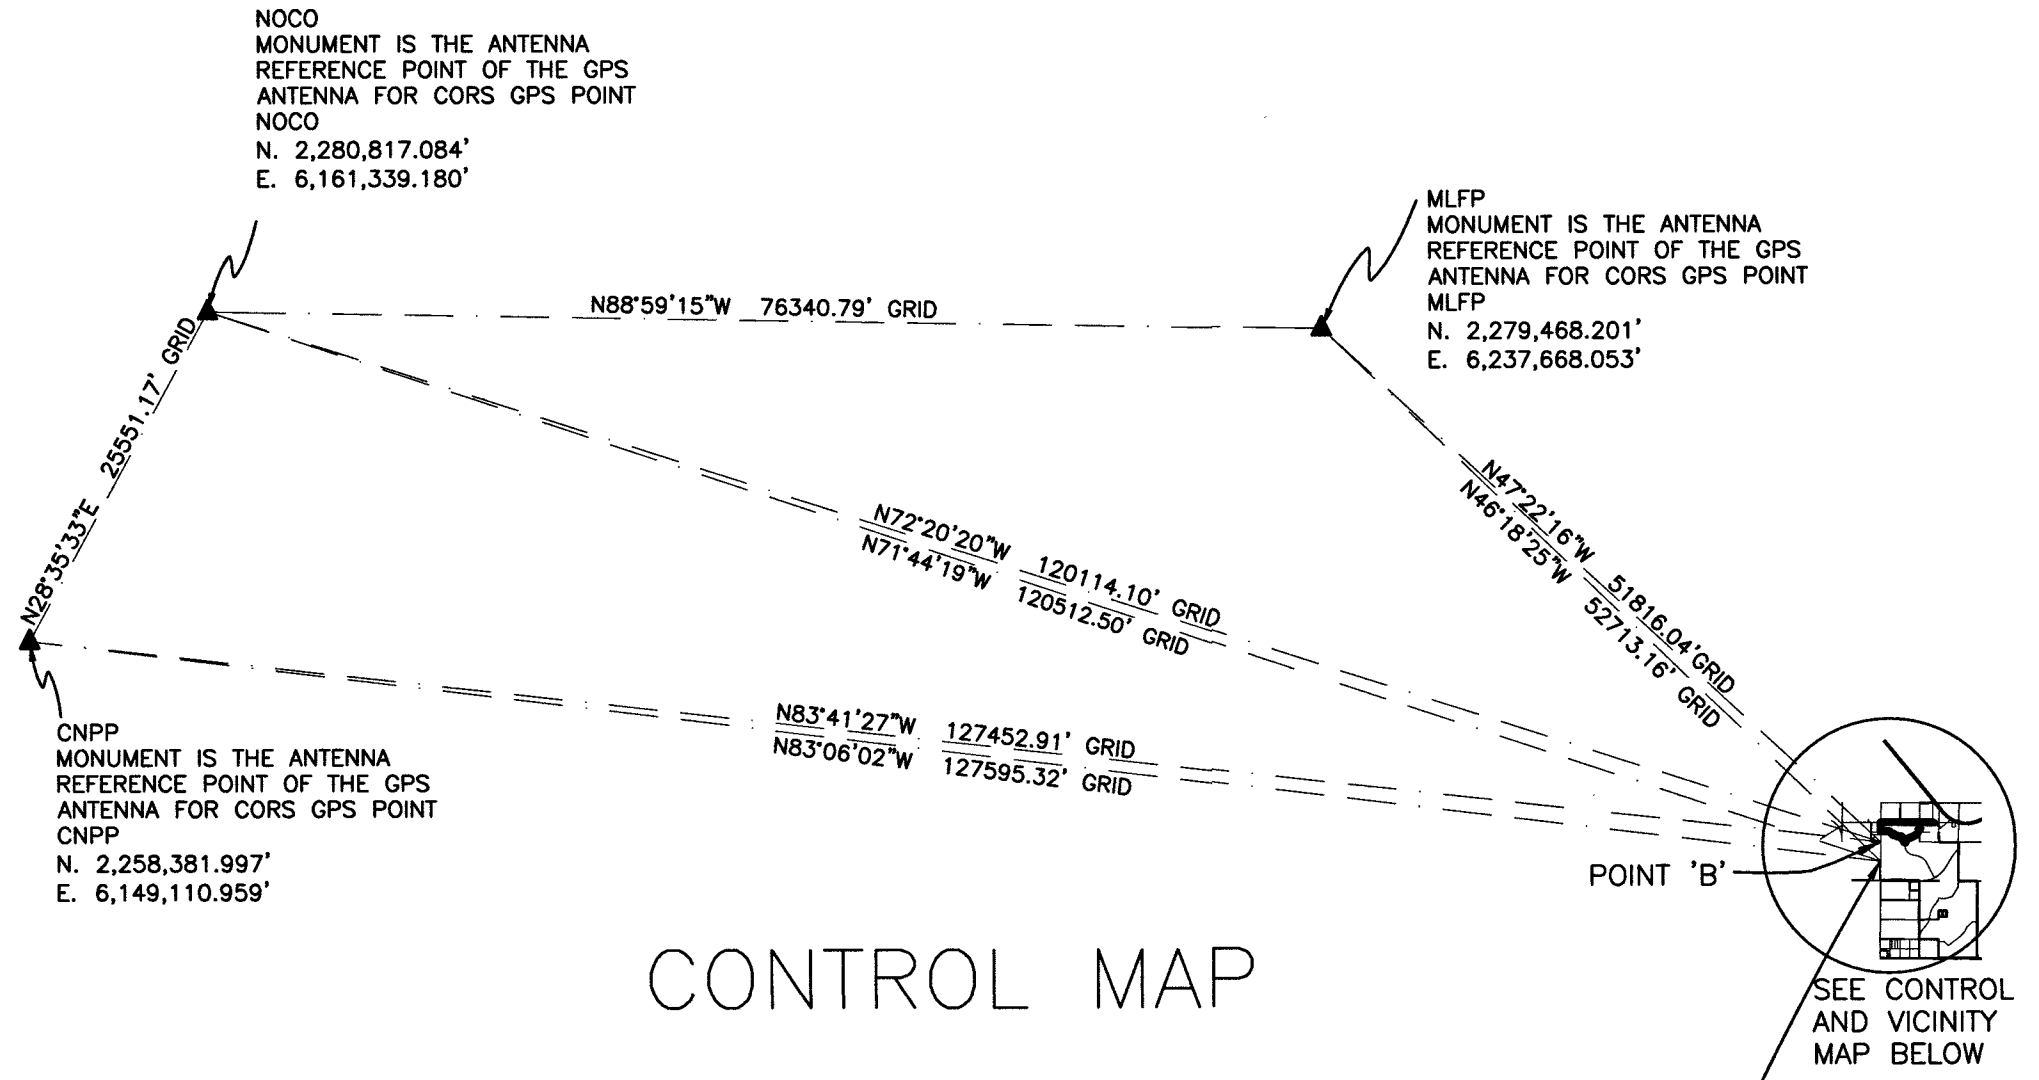 NOCO
MONUMENT IS THE ANTENNA
REFERENCE POINT OF THE GPS
ANTENNA FOR CORS GPS POINT
NOCO
N. 2,280,817.084'
E. 6,161,339.180'
MLFP
MONUMENT IS THE ANTENNA
REFERENCE POINT OF THE GPS
ANTENNA FOR CORS GPS POINT
MLFP
N. 2,279,468.201'
E. 6,237,668.053'
N88°59'15"W 76340.79' GRID
N28°35'33"E 25551.17' GRID
N47°22'16"W 51816.04' GRID
N46°18'25"W 52713.16' GRID
N72°20'20"W 120114.10' GRID
N71°44'19"W 120512.50' GRID
N83°41'27"W 127452.91' GRID
N83°06'02"W 127595.32' GRID
CNPP
MONUMENT IS THE ANTENNA
REFERENCE POINT OF THE GPS
ANTENNA FOR CORS GPS POINT
CNPP
N. 2,258,381.997'
E. 6,149,110.959'
POINT 'B'
CONTROL MAP
SEE CONTROL
AND VICINITY
MAP BELOW